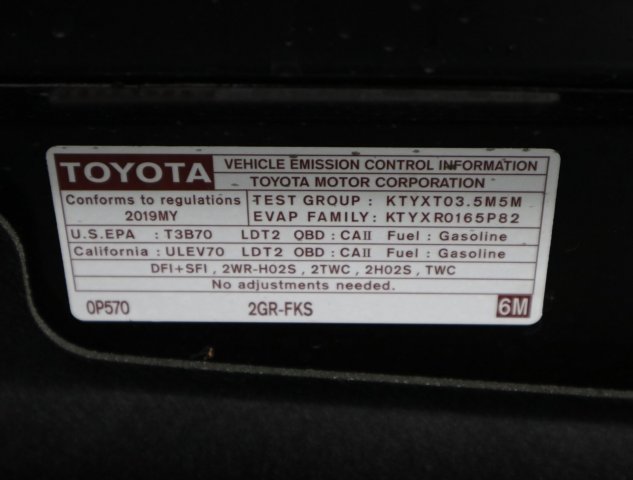 TOYOTA VEHICLE EMISSION CONTROL INFORMATION
TOYOTA MOTOR CORPORATION
Conforms to regulations TEST GROUP : KTYXT03.5M5M
2019MY EVAP FAMILY: KTYXR0165P82
U.S.EPA : T3B70 LDT2 OBD : CAII Fuel : Gasoline
California : ULEV70 LDT2 OBD : CAII Fuel : Gasoline
DFI+SFI , 2WR-HO2S , 2TWC , 2HO2S , TWC
No adjustments needed.
0P570 2GR-FKS 6M